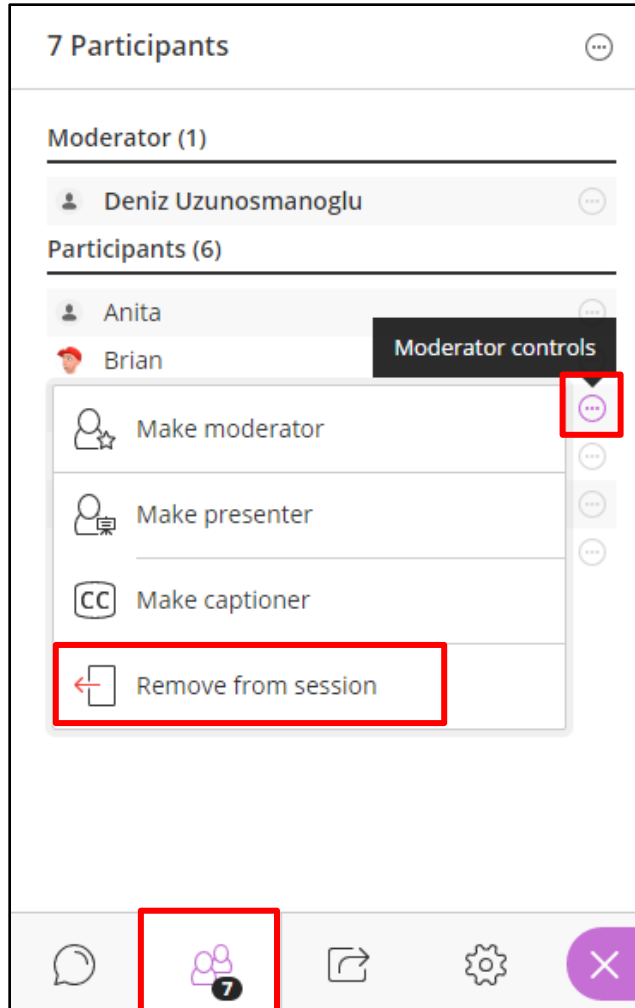 7 Participants
Moderator (1)
Deniz Uzunosmanoglu
Participants (6)
Anita
Brian
Moderator controls
Make moderator
Make presenter
CC Make captioner
Remove from session
7